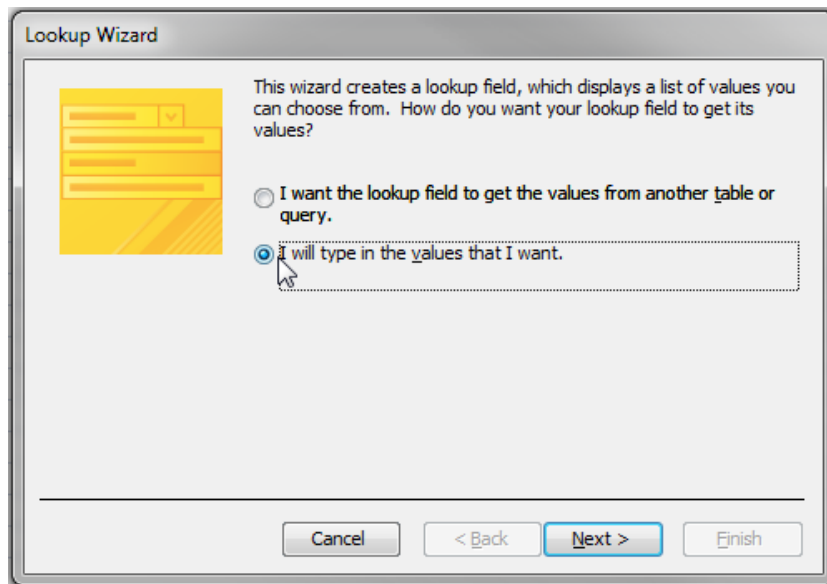 Lookup Wizard
This wizard creates a lookup field, which displays a list of values you
can choose from. How do you want your lookup field to get its
values?
I want the lookup field to get the values from another table or
query.
I will type in the values that I want.
Cancel
< Back
Next >
Finish